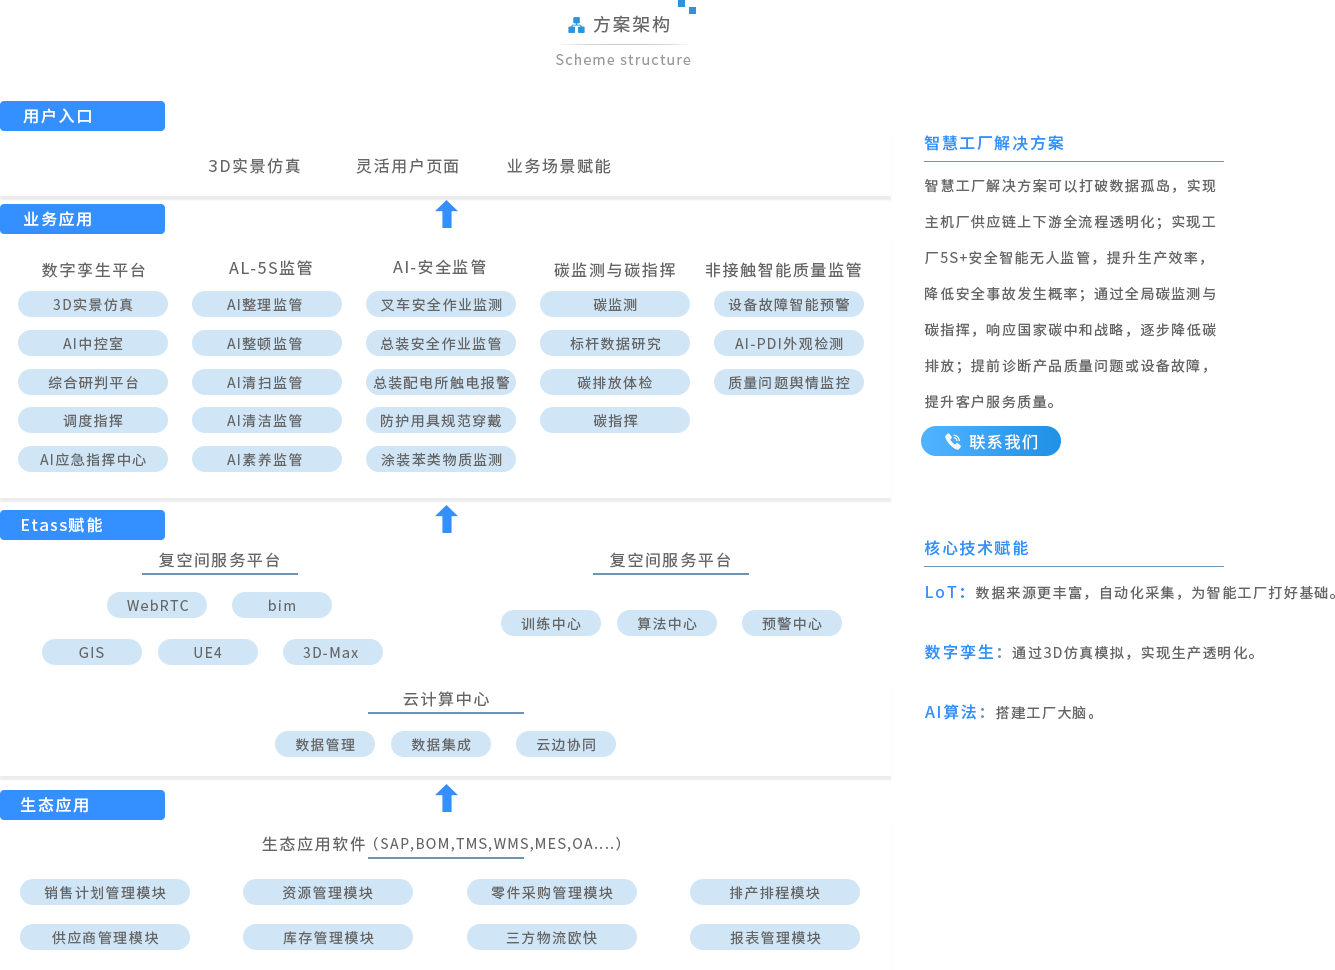 方案架构
Scheme structure
用户入口
3D实景仿真
灵活用户页面
业务场景赋能
业务应用
数字孪生平台
3D实景仿真
AI中控室
综合研判平台
调度指挥
AI应急指挥中心
AL-5S监管
AI整理监管
AI整顿监管
AI清扫监管
AI清洁监管
AI素养监管
AI-安全监管
叉车安全作业监测
总装安全作业监管
总装配电所触电报警
防护用具规范穿戴
涂装苯类物质监测
碳监测与碳指挥
碳监测
标杆数据研究
碳排放体检
碳指挥
非接触智能质量监管
设备故障智能预警
AI-PDI外观检测
质量问题舆情监控
Etass赋能
复空间服务平台
WebRTC
bim
GIS
UE4
3D-Max
复空间服务平台
训练中心
算法中心
预警中心
云计算中心
数据管理
数据集成
云边协同
生态应用
生态应用软件（SAP,BOM,TMS,WMS,MES,OA....）
销售计划管理模块
资源管理模块
零件采购管理模块
排产排程模块
供应商管理模块
库存管理模块
三方物流欧快
报表管理模块
智慧工厂解决方案
智慧工厂解决方案可以打破数据孤岛，实现
主机厂供应链上下游全流程透明化；实现工
厂5S+安全智能无人监管，提升生产效率，
降低安全事故发生概率；通过全局碳监测与
碳指挥，响应国家碳中和战略，逐步降低碳
排放；提前诊断产品质量问题或设备故障，
提升客户服务质量。
联系我们
核心技术赋能
LoT：数据来源更丰富，自动化采集，为智能工厂打好基础。
数字孪生：通过3D仿真模拟，实现生产透明化。
AI算法：搭建工厂大脑。